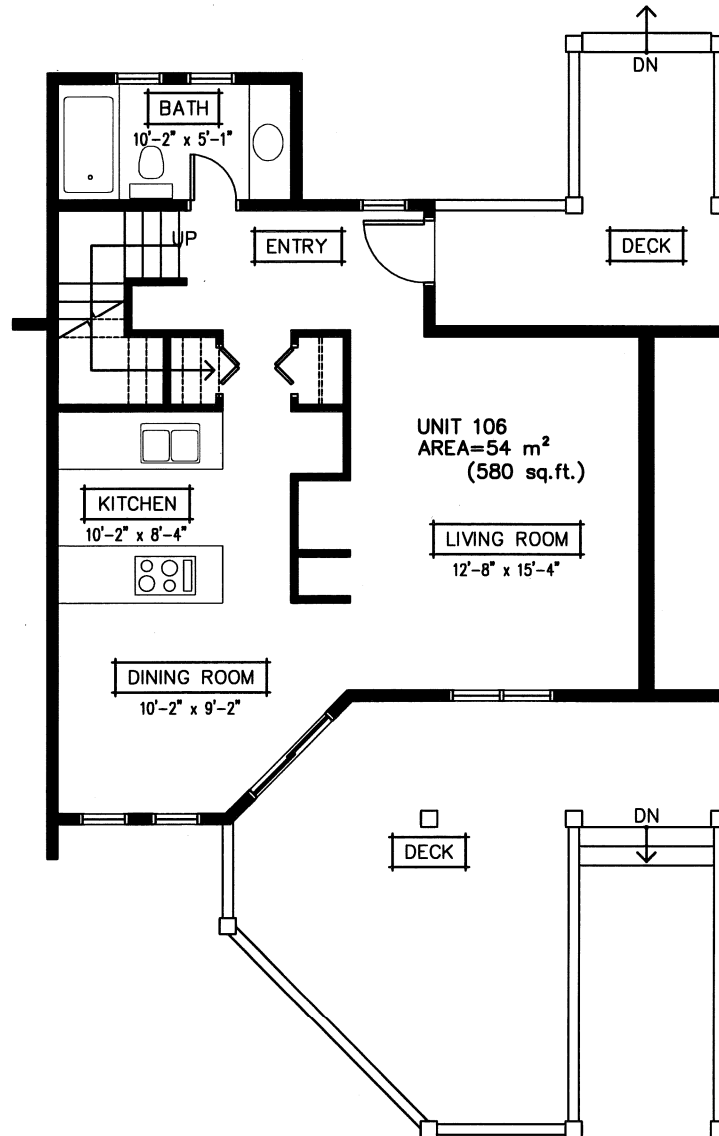 DN
BATH
10'-2" x 5'-1"
UP
ENTRY
DECK
UNIT 106
AREA=54 m²
(580 sq.ft.)
KITCHEN
10'-2" x 8'-4"
LIVING ROOM
12'-8" x 15'-4"
DINING ROOM
10'-2" x 9'-2"
DN
DECK